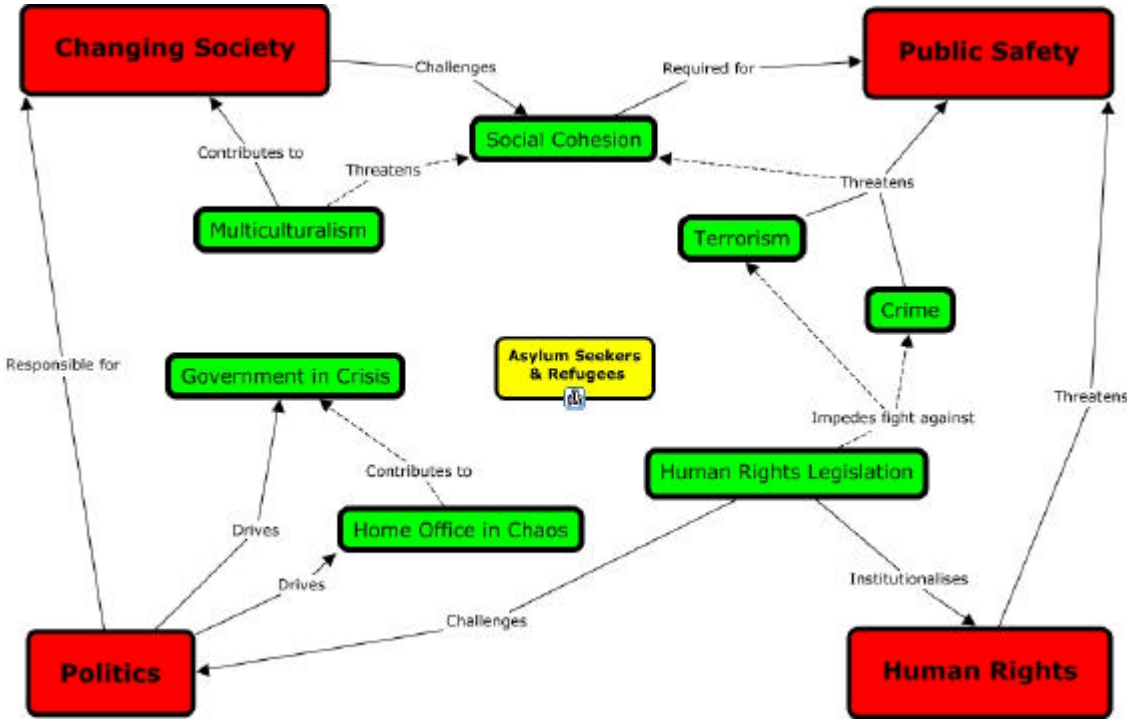 Changing Society
Public Safety
Challenges
Required for
Social Cohesion
Contributes to
Threatens
Threatens
Multiculturalism
Terrorism
Crime
Responsible for
Government in Crisis
Asylum Seekers
& Refugees
Threatens
Impedes fight against
Contributes to
Human Rights Legislation
Home Office in Chaos
Drives
Drives
Institutionalises
Challenges
Politics
Human Rights